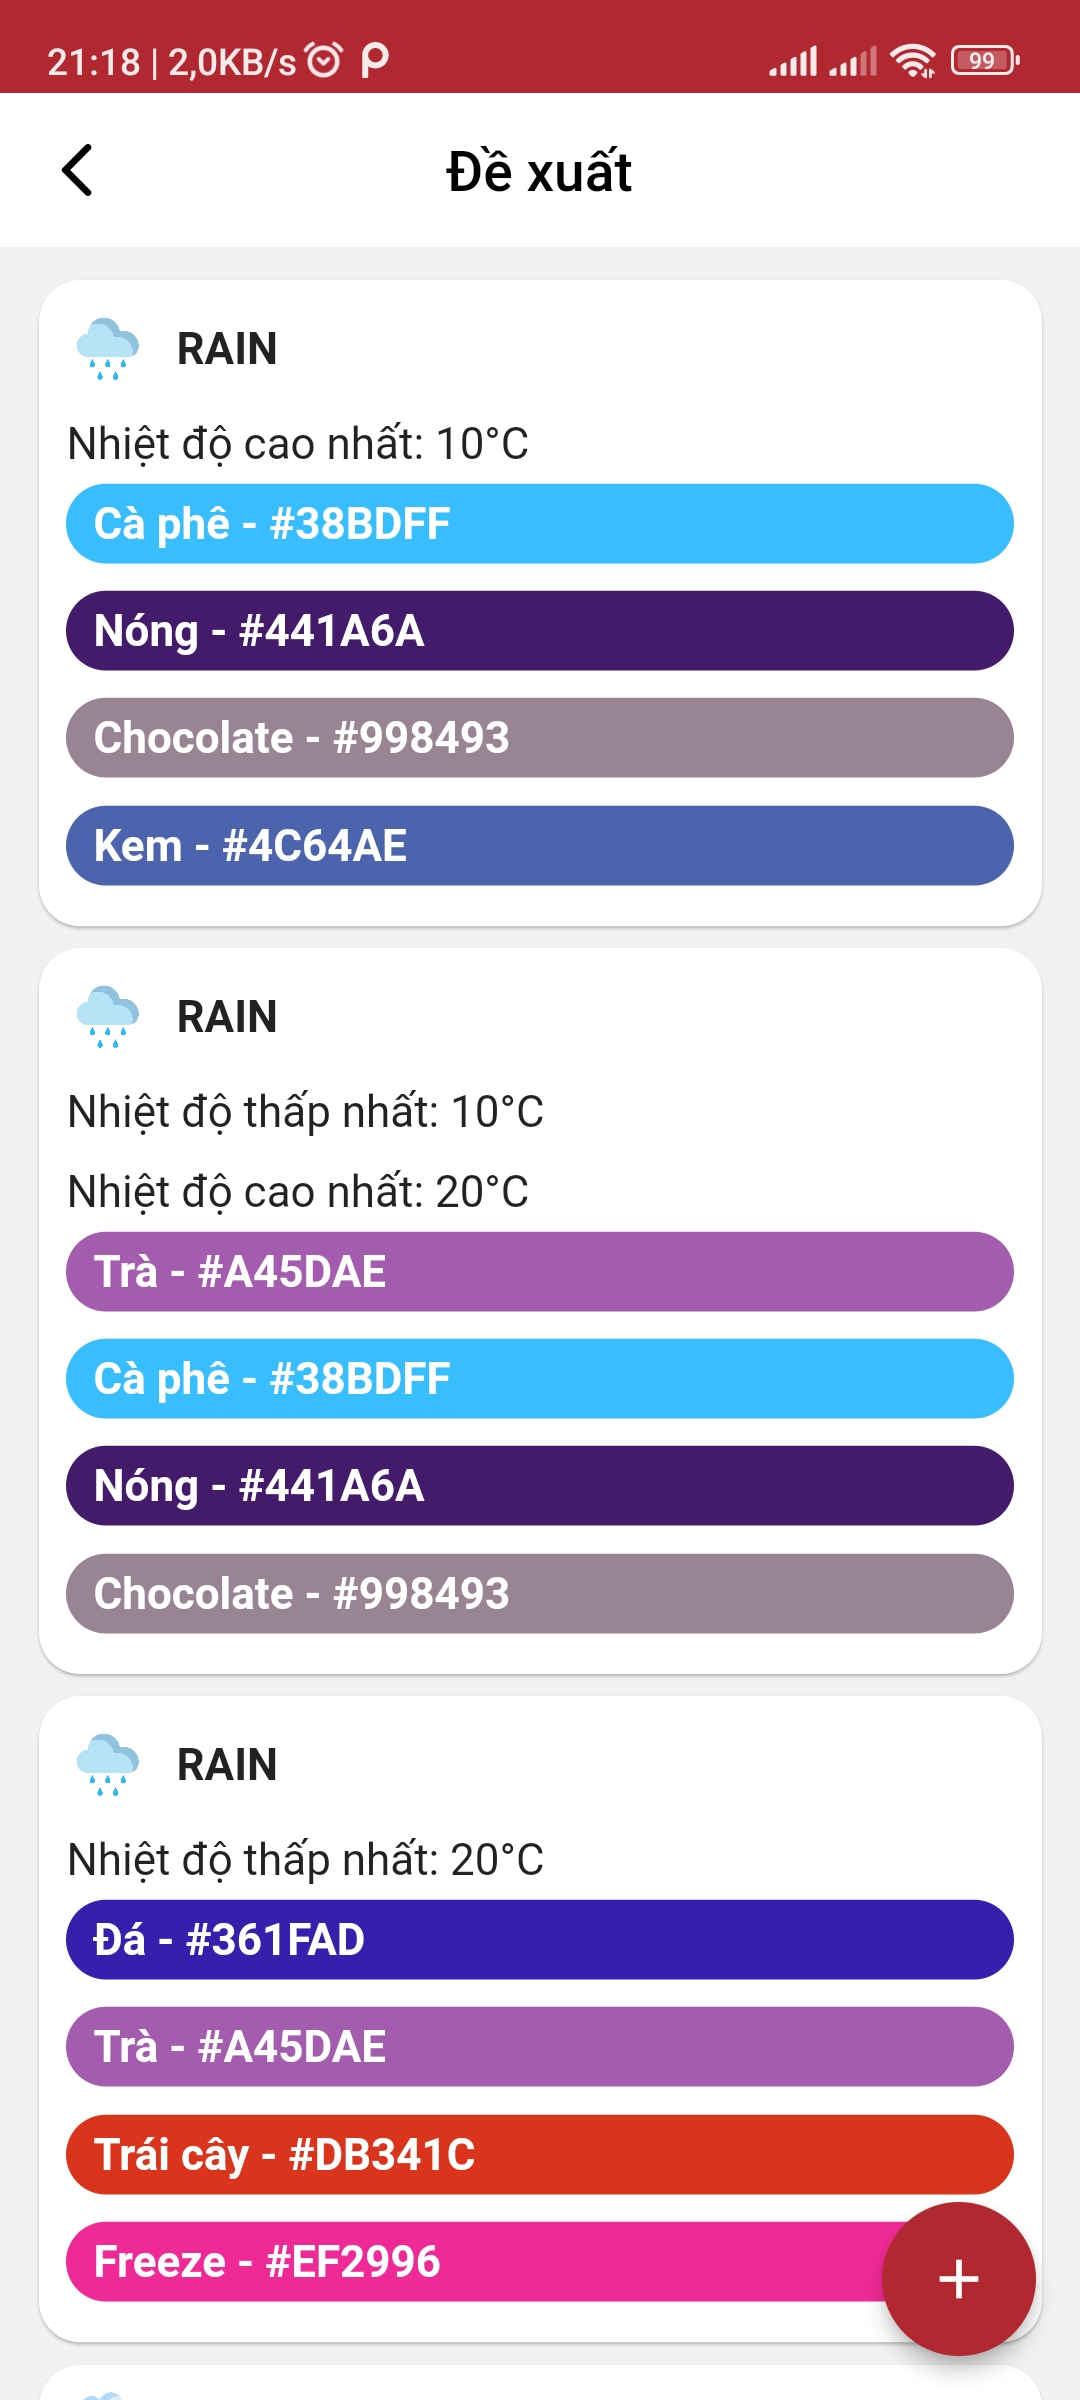 21:18 | 2,0KB/s
99
Đề xuất
RAIN
Nhiệt độ cao nhất: 10°C
Cà phê - #38BDFF
Nóng - #441A6A
Chocolate - #998493
Kem - #4C64AE
RAIN
Nhiệt độ thấp nhất: 10°C
Nhiệt độ cao nhất: 20°C
Trà - #A45DAE
Cà phê - #38BDFF
Nóng - #441A6A
Chocolate - #998493
RAIN
Nhiệt độ thấp nhất: 20°C
Đá - #361FAD
Trà - #A45DAE
Trái cây - #DB341C
Freeze - #EF2996
+